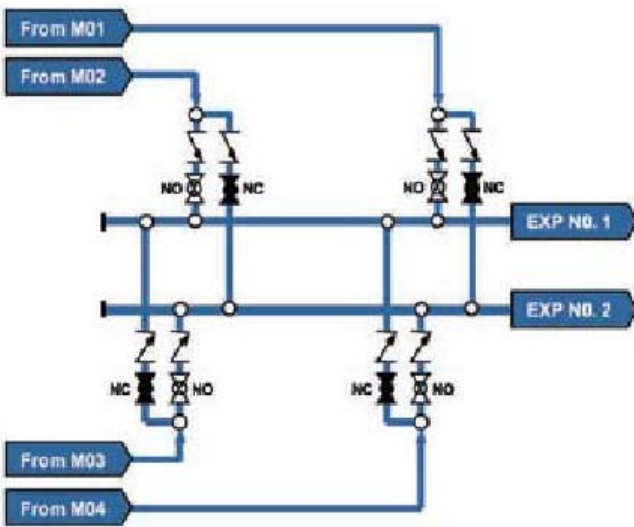 From M01
From M02
NO
NC
NO
NC
EXP N0. 1
EXP N0. 2
NC
NO
NC
NO
From M03
From M04